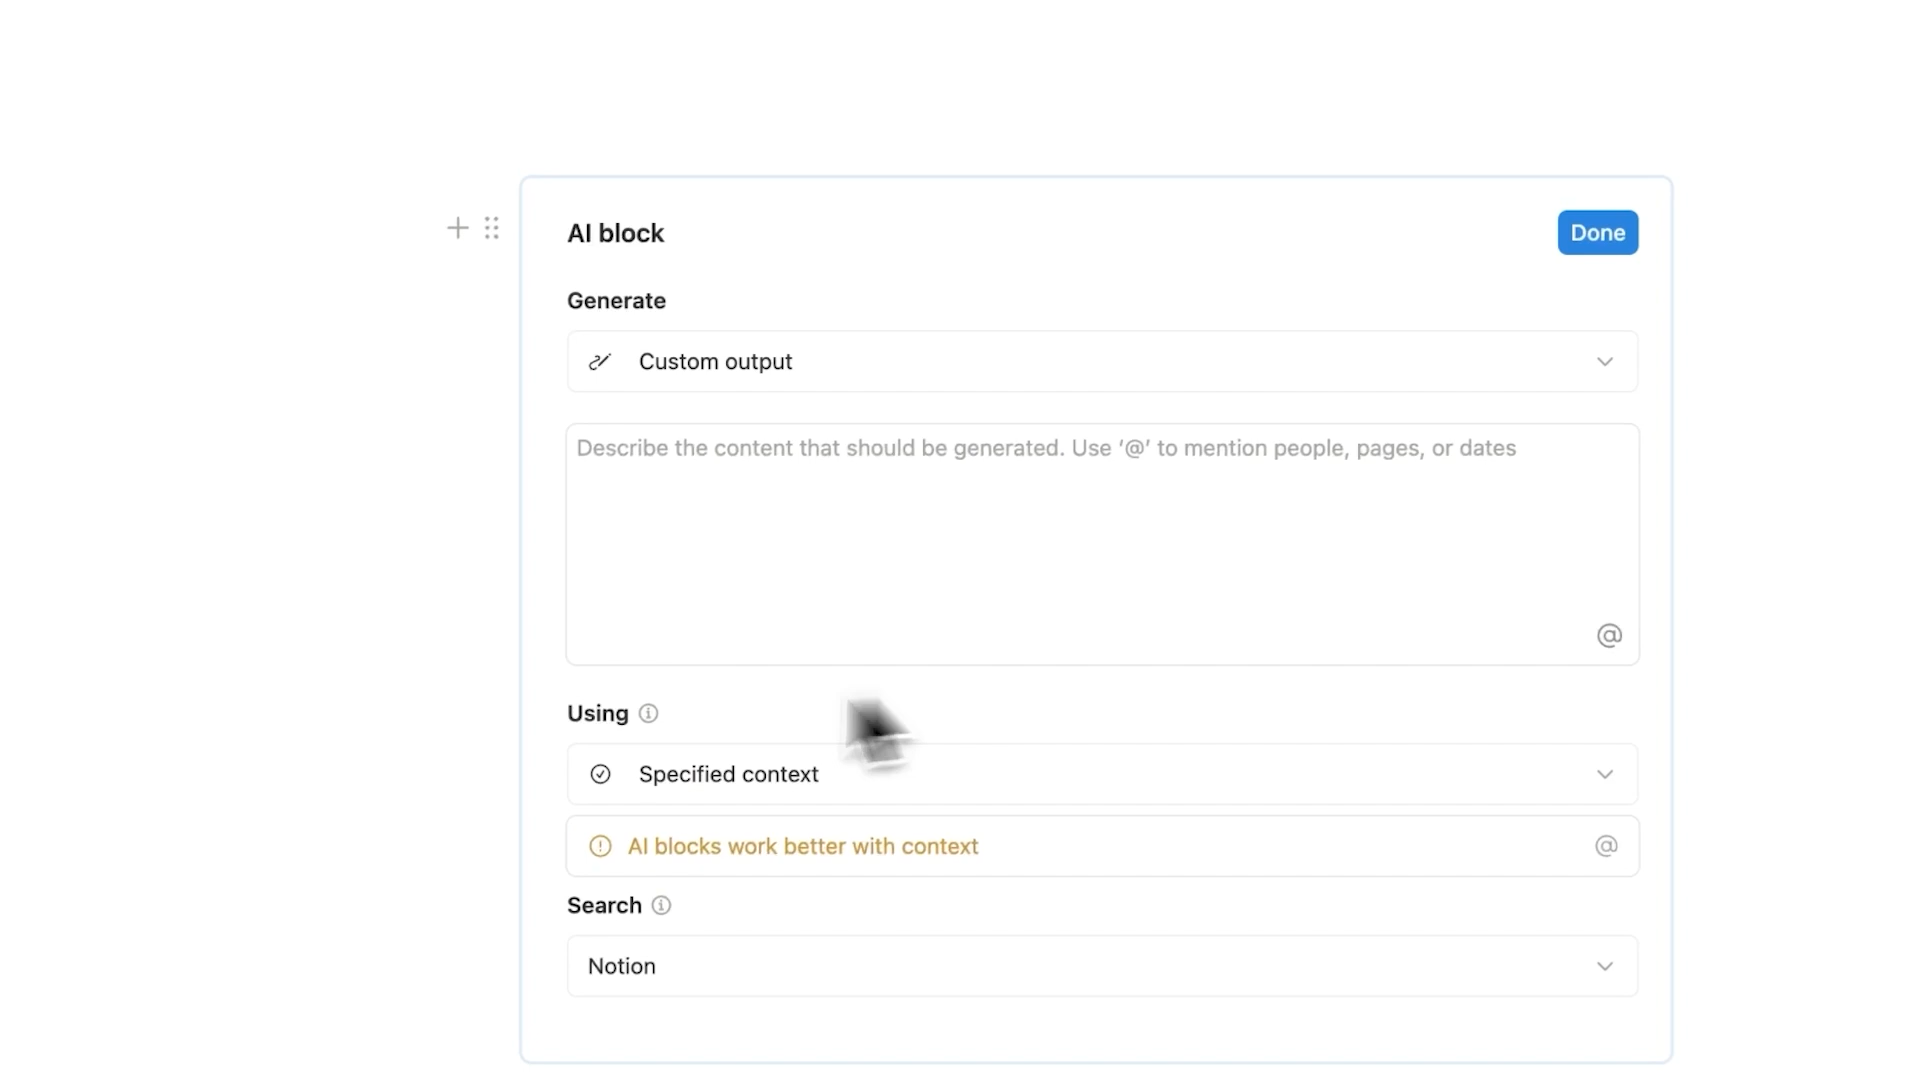 AI block
Done
Generate
Custom output
Describe the content that should be generated. Use ‘@’ to mention people, pages, or dates
@
Using
Specified context
AI blocks work better with context
@
Search
Notion